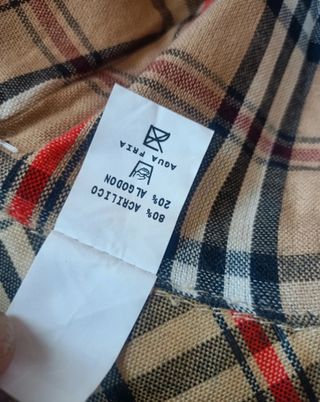 80% ACRILICO
20% ALGODON
AGUA FRIA